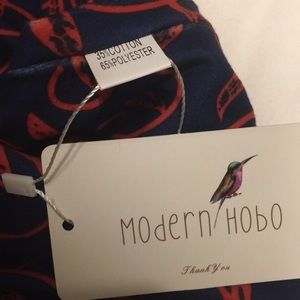 35%COTTON
65%POLYESTER
Modern HoBo
Thank You